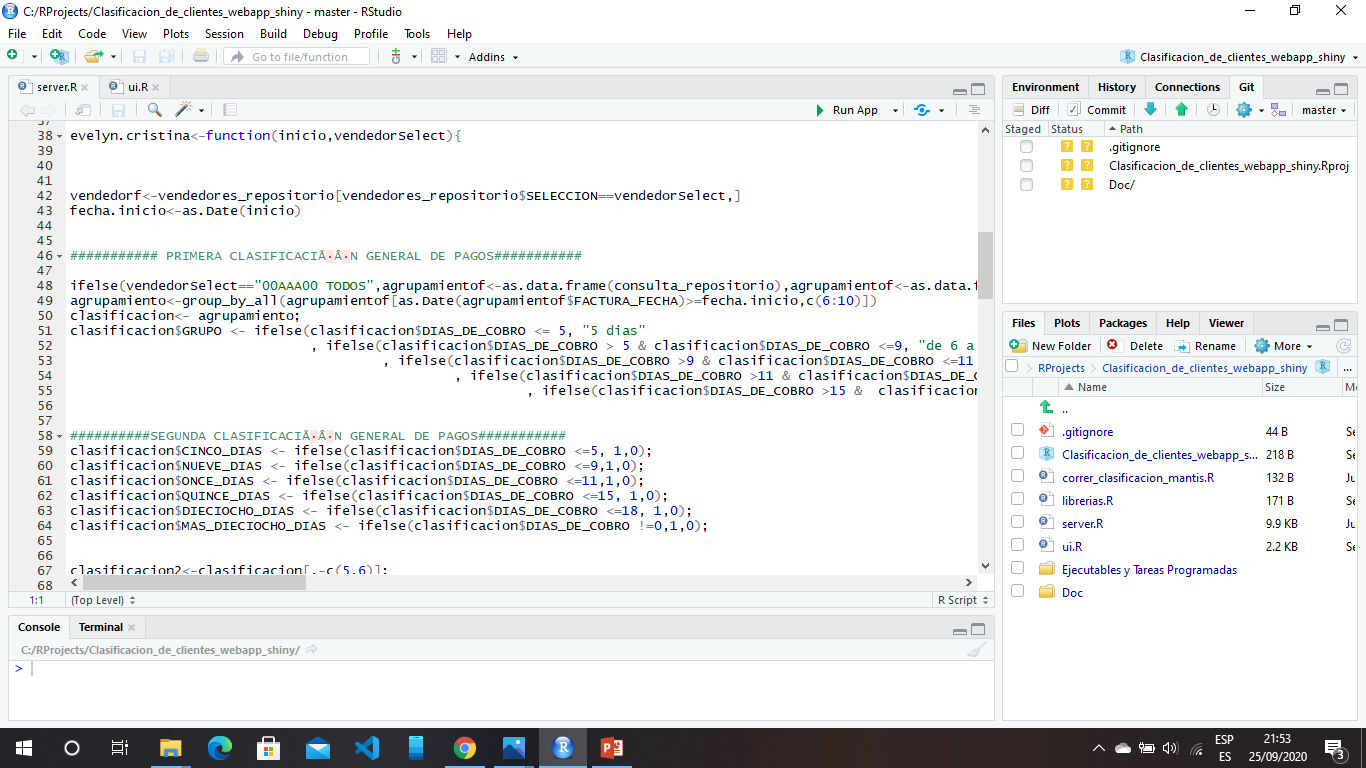 C:/RProjects/Clasificacion_de_clientes_webapp_shiny - master - RStudio
File Edit Code View Plots Session Build Debug Profile Tools Help
Go to file/function Addins Clasificacion_de_clientes_webapp_shiny
server.R ui.R
Run App
37
38 evelyn.cristina<-function(inicio,vendedorSelect){
39
40
41
42 vendedorf<-vendedores_repositorio[vendedores_repositorio$SELECCION==vendedorSelect,]
43 fecha.inicio<-as.Date(inicio)
44
45
46 ########### PRIMERA CLASIFICACIÃ·Â·N GENERAL DE PAGOS###########
47
48 ifelse(vendedorSelect=="00AAA00 TODOS",agrupamientof<-as.data.frame(consulta_repositorio),agrupamientof<-as.data.f
49 agrupamiento<-group_by_all(agrupamientof[as.Date(agrupamientof$FACTURA_FECHA)>=fecha.inicio,c(6:10)])
50 clasificacion<- agrupamiento;
51 clasificacion$GRUPO <- ifelse(clasificacion$DIAS_DE_COBRO <= 5, "5 dias"
52 , ifelse(clasificacion$DIAS_DE_COBRO > 5 & clasificacion$DIAS_DE_COBRO <=9, "de 6 a
53 , ifelse(clasificacion$DIAS_DE_COBRO >9 & clasificacion$DIAS_DE_COBRO <=11
54 , ifelse(clasificacion$DIAS_DE_COBRO >11 & clasificacion$DIAS_DE_C
55 , ifelse(clasificacion$DIAS_DE_COBRO >15 & clasificacion
56
57
58 ##########SEGUNDA CLASIFICACIÃ·Â·N GENERAL DE PAGOS###########
59 clasificacion$CINCO_DIAS <- ifelse(clasificacion$DIAS_DE_COBRO <=5, 1,0);
60 clasificacion$NUEVE_DIAS <- ifelse(clasificacion$DIAS_DE_COBRO <=9,1,0);
61 clasificacion$ONCE_DIAS <- ifelse(clasificacion$DIAS_DE_COBRO <=11,1,0);
62 clasificacion$QUINCE_DIAS <- ifelse(clasificacion$DIAS_DE_COBRO <=15, 1,0);
63 clasificacion$DIECIOCHO_DIAS <- ifelse(clasificacion$DIAS_DE_COBRO <=18, 1,0);
64 clasificacion$MAS_DIECIOCHO_DIAS <- ifelse(clasificacion$DIAS_DE_COBRO !=0,1,0);
65
66
67 clasificacion2<-clasificacion[,-c(5,6)];
68
1:1 (Top Level) R Script
Console Terminal
C:/RProjects/Clasificacion_de_clientes_webapp_shiny/
>
Environment History Connections Git
Diff Commit master
Staged Status Path
? ? .gitignore
? ? Clasificacion_de_clientes_webapp_shiny.Rproj
? ? Doc/
Files Plots Packages Help Viewer
New Folder Delete Rename More
RProjects Clasificacion_de_clientes_webapp_shiny ...
Name Size Mo
..
.gitignore 44 B Se
Clasificacion_de_clientes_webapp_s... 218 B Se
correr_clasificacion_mantis.R 132 B Ju
librerias.R 171 B Se
server.R 9.9 KB Ju
ui.R 2.2 KB Se
Ejecutables y Tareas Programadas
Doc
ESP
ES
21:53
25/09/2020
3